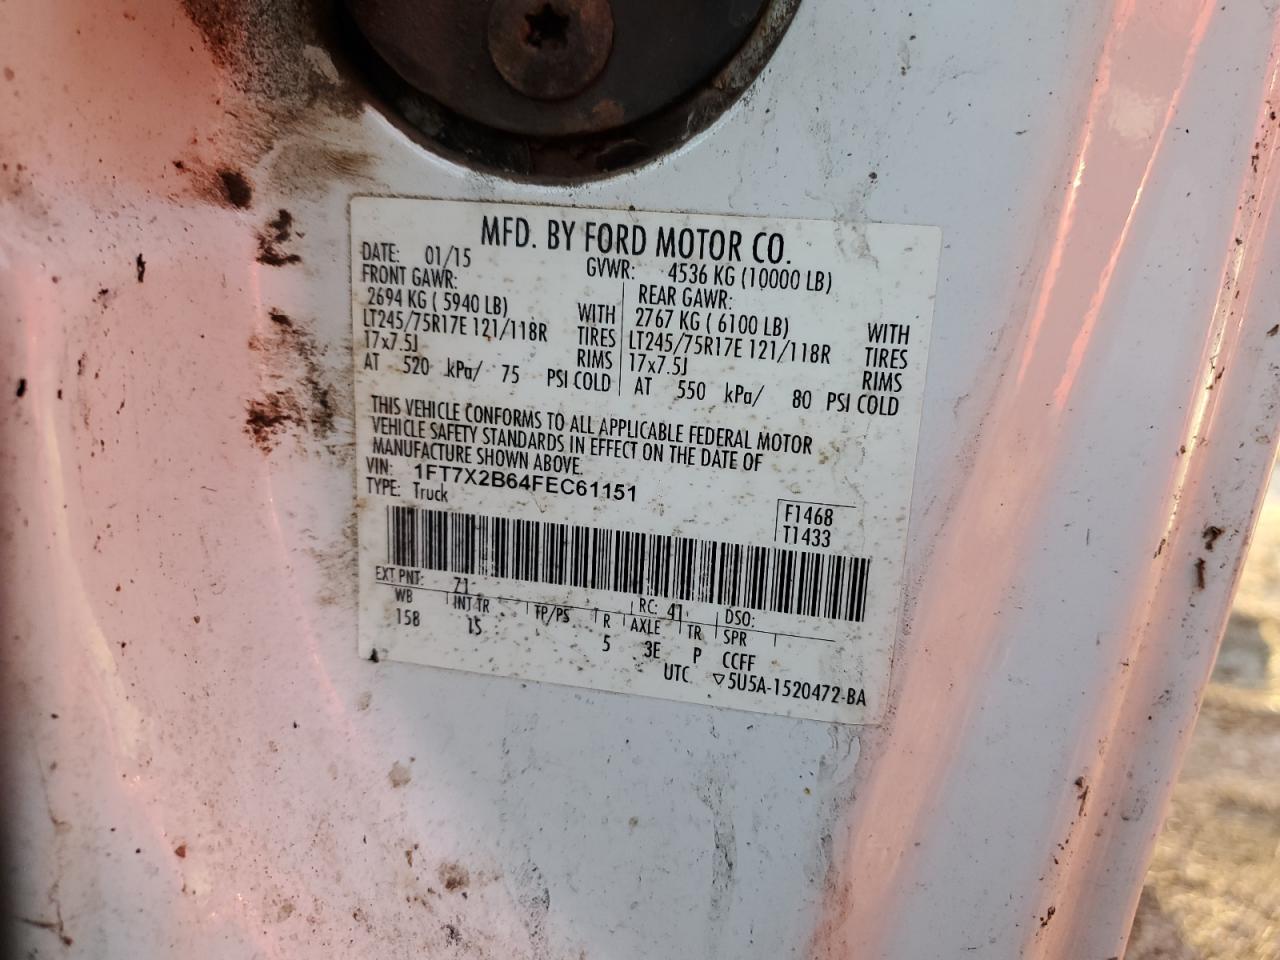 MFD. BY FORD MOTOR CO.
DATE: 01/15 GVWR: 4536 KG (10000 LB)
FRONT GAWR: REAR GAWR:
2694 KG ( 5940 LB) WITH 2767 KG ( 6100 LB) WITH
LT245/75R17E 121/118R TIRES LT245/75R17E 121/118R TIRES
17x7.5J RIMS 17x7.5J RIMS
AT 520 kPa/ 75 PSI COLD AT 550 kPa/ 80 PSI COLD
THIS VEHICLE CONFORMS TO ALL APPLICABLE FEDERAL MOTOR
VEHICLE SAFETY STANDARDS IN EFFECT ON THE DATE OF
MANUFACTURE SHOWN ABOVE.
VIN: 1FT7X2B64FEC61151
TYPE: Truck
F1468
T1433
EXT PNT: Z1 RC: 41 DSO:
WB INT TR TP/PS R AXLE TR SPR
158 IS 5 3E P CCFF
UTC ▽5U5A-1520472-BA